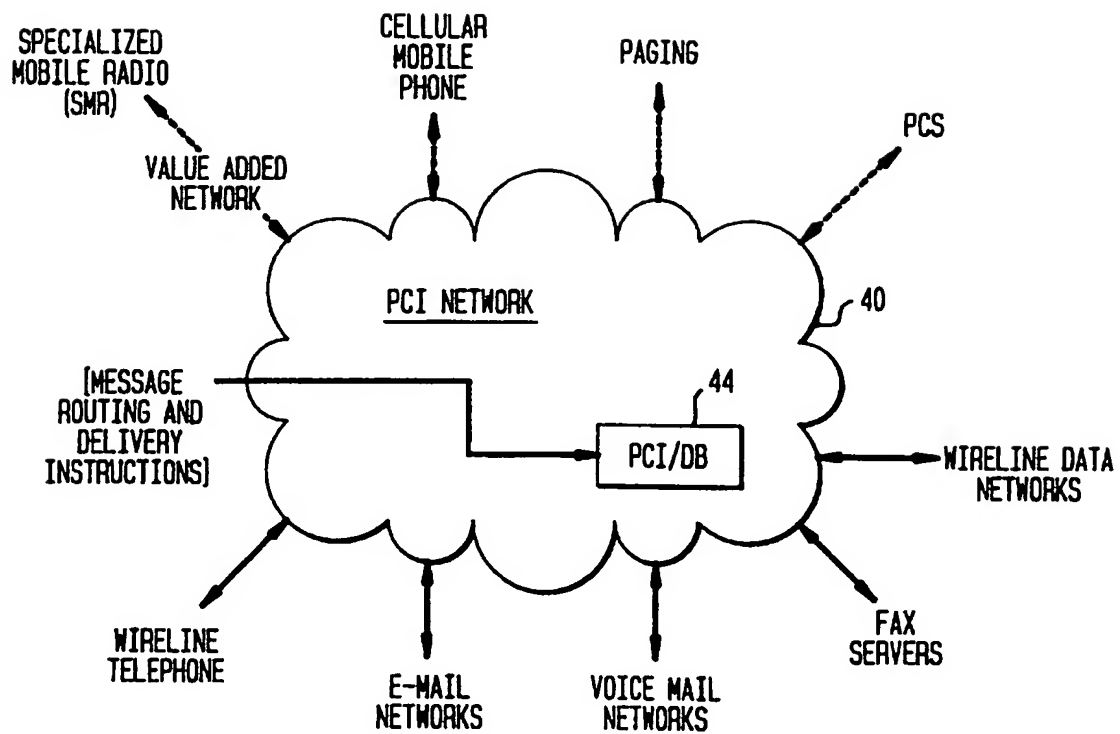 SPECIALIZED
MOBILE RADIO
(SMR)
CELLULAR
MOBILE
PHONE
PAGING
PCS
VALUE ADDED
NETWORK
PCI NETWORK
40
[MESSAGE
ROUTING AND
DELIVERY
INSTRUCTIONS]
44
PCI/DB
WIRELINE DATA
NETWORKS
WIRELINE
TELEPHONE
E-MAIL
NETWORKS
VOICE MAIL
NETWORKS
FAX
SERVERS